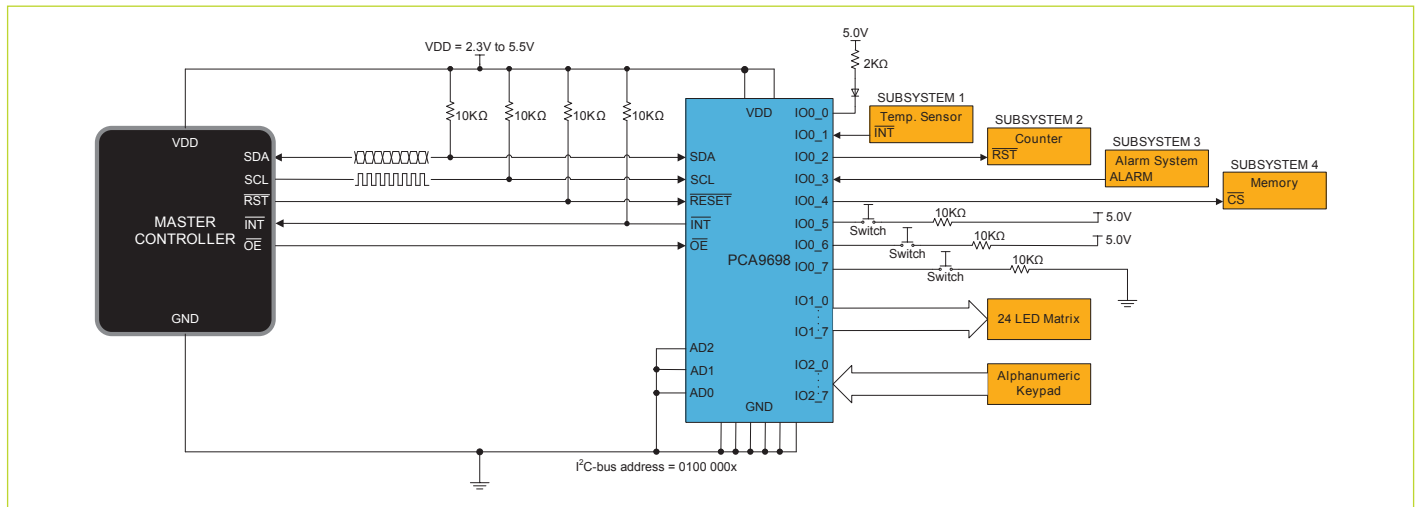 VDD = 2.3V to 5.5V
5.0V
2KΩ
10KΩ
10KΩ
10KΩ
10KΩ
VDD
SDA
SCL
RST
INT
OE
MASTER
CONTROLLER
GND
VDD
SDA
SCL
RESET
INT
OE
PCA9698
AD2
AD1
AD0
GND
IO0_0
IO0_1
IO0_2
IO0_3
IO0_4
IO0_5
IO0_6
IO0_7
IO1_0
IO1_7
IO2_0
IO2_7
SUBSYSTEM 1
Temp. Sensor
INT
SUBSYSTEM 2
Counter
RST
SUBSYSTEM 3
Alarm System
ALARM
SUBSYSTEM 4
Memory
CS
Switch
10KΩ
5.0V
Switch
10KΩ
5.0V
Switch
10KΩ
24 LED Matrix
Alphanumeric
Keypad
I²C-bus address = 0100 000x